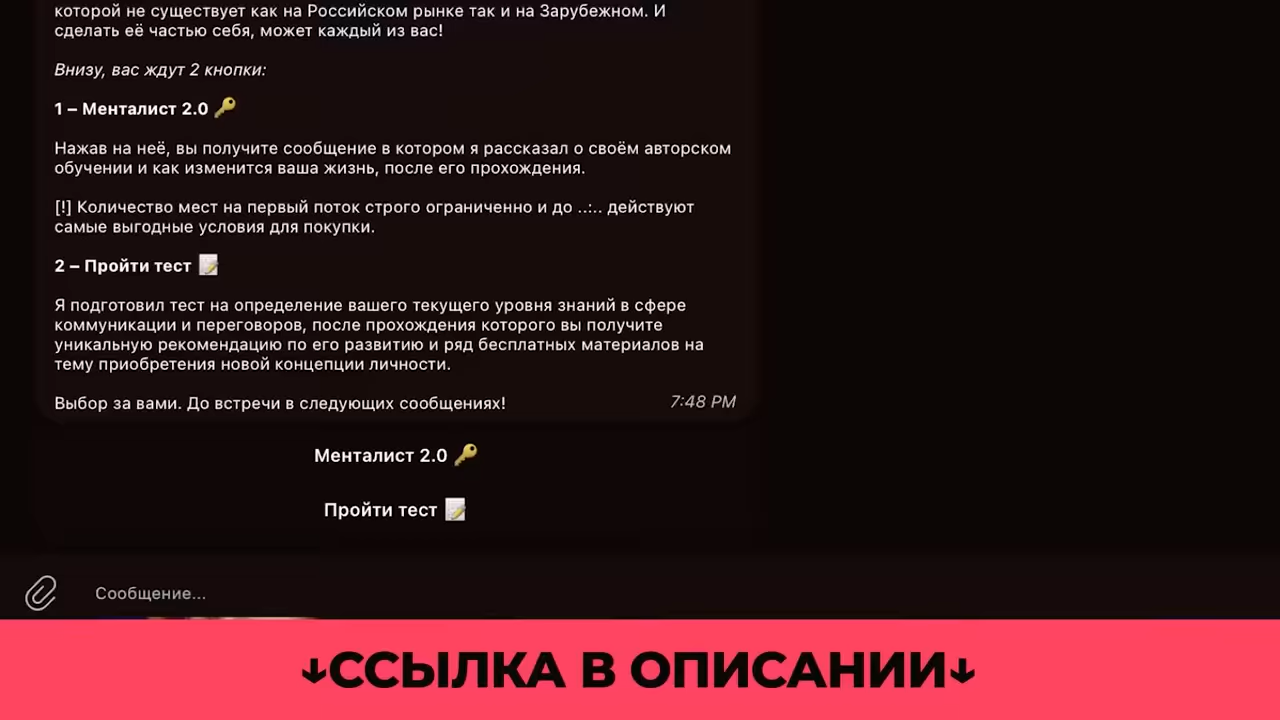 которой не существует как на Российском рынке так и на Зарубежном. И
сделать её частью себя, может каждый из вас!
Внизу, вас ждут 2 кнопки:
1 – Менталист 2.0 🔑
Нажав на неё, вы получите сообщение в котором я рассказал о своём авторском
обучении и как изменится ваша жизнь, после его прохождения.
[!] Количество мест на первый поток строго ограниченно и до ..:.. действуют
самые выгодные условия для покупки.
2 – Пройти тест 📝
Я подготовил тест на определение вашего текущего уровня знаний в сфере
коммуникации и переговоров, после прохождения которого вы получите
уникальную рекомендацию по его развитию и ряд бесплатных материалов на
тему приобретения новой концепции личности.
Выбор за вами. До встречи в следующих сообщениях!
7:48 PM
Менталист 2.0 🔑
Пройти тест 📝
Сообщение...
↓ССЫЛКА В ОПИСАНИИ↓